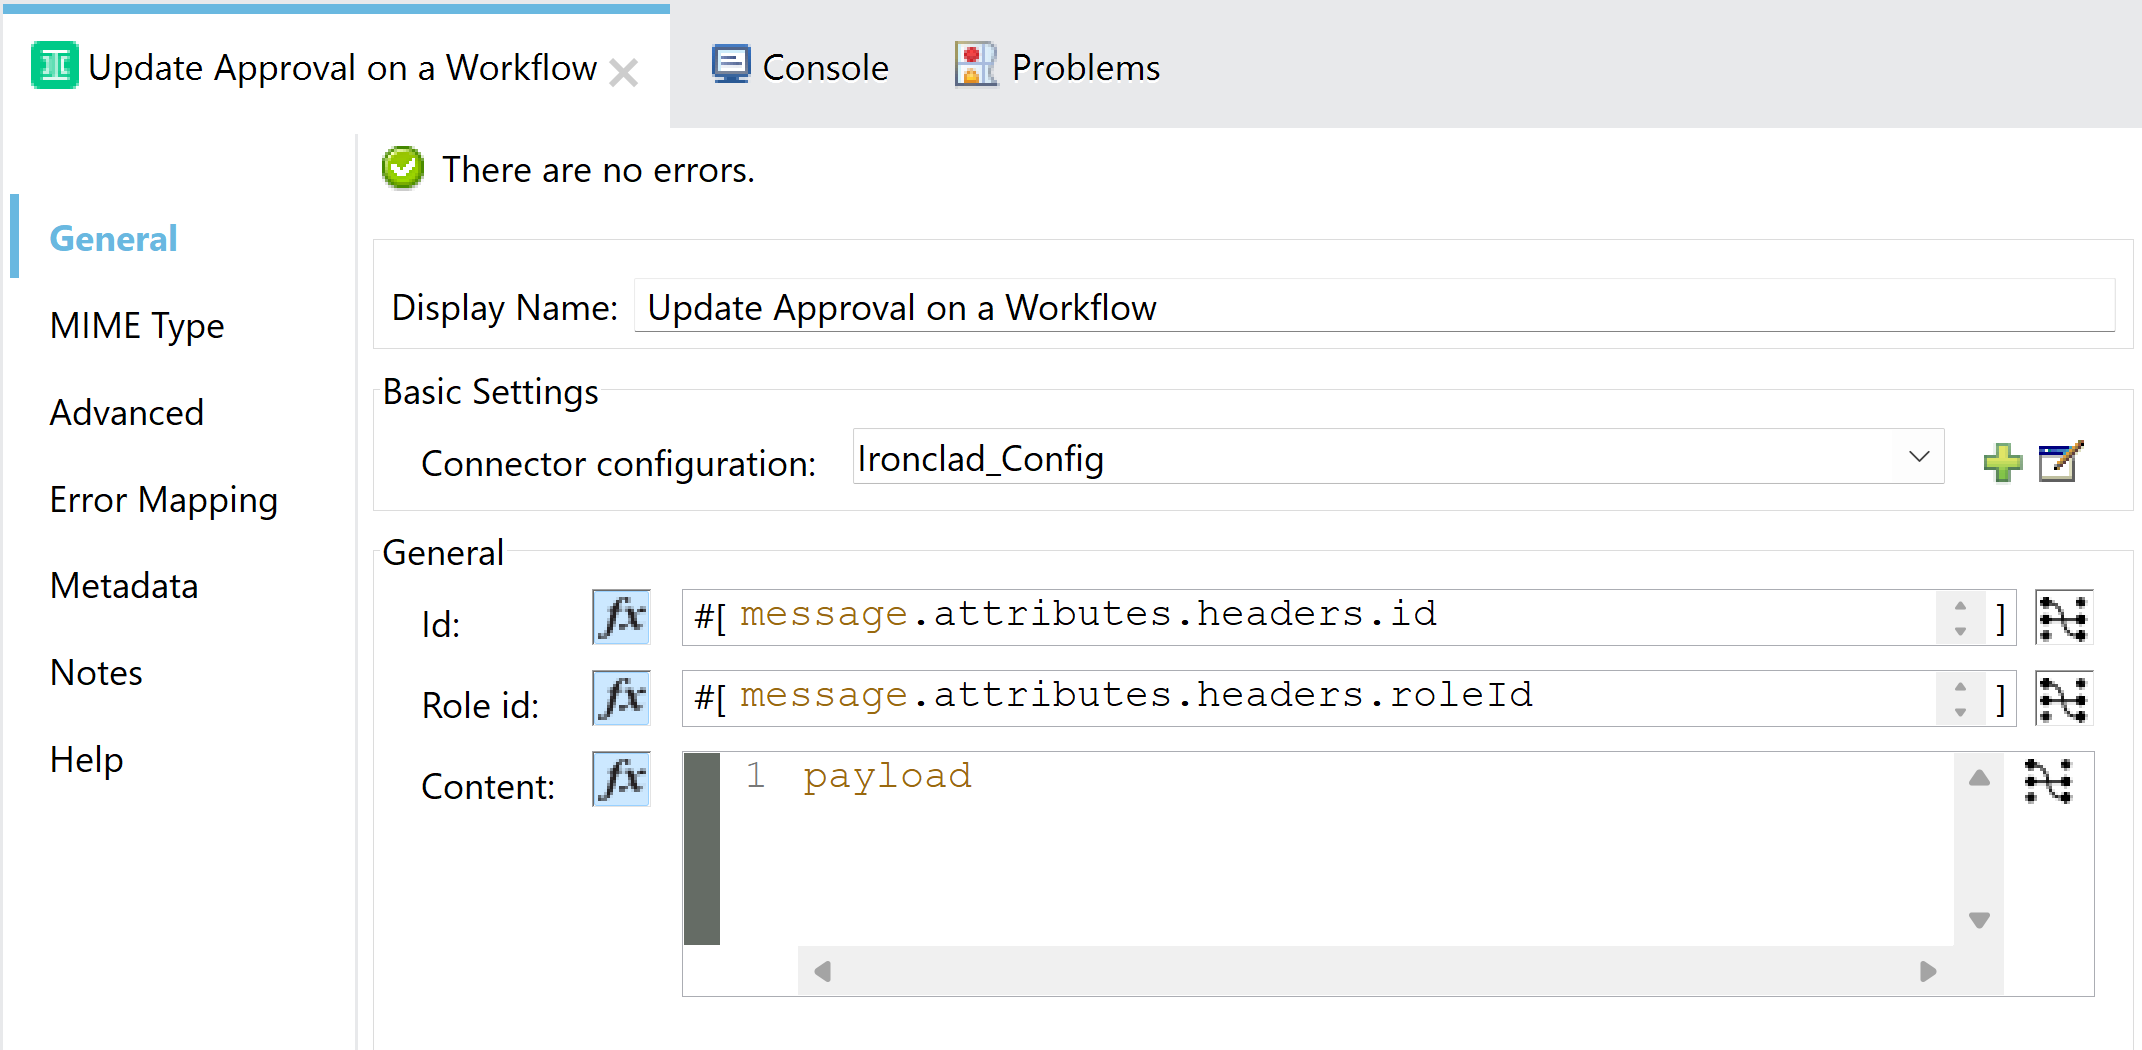 Update Approval on a Workflow
Console
Problems
There are no errors.
General
MIME Type
Advanced
Error Mapping
Metadata
Notes
Help
Display Name: Update Approval on a Workflow
Basic Settings
Connector configuration: Ironclad_Config
General
Id: fx #[ message.attributes.headers.id ]
Role id: fx #[ message.attributes.headers.roleId ]
Content: fx 1 payload